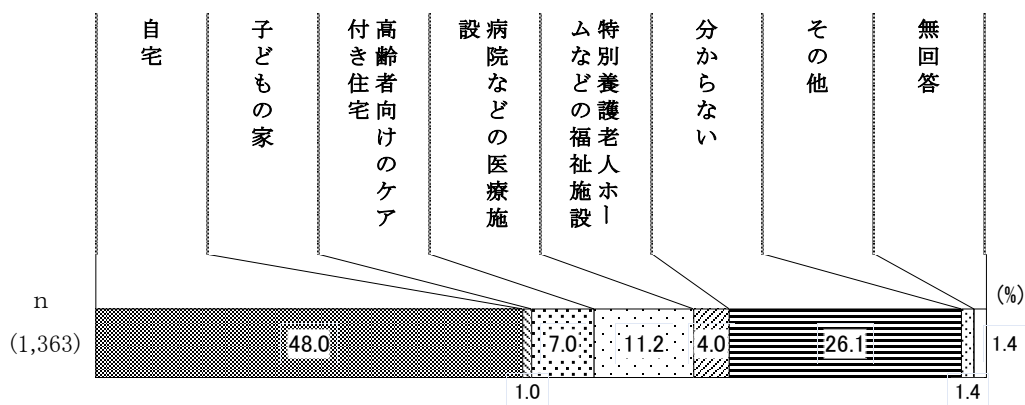 自宅
子どもの家
高齢者向けのケア
付き住宅
病院などの医療施
設
特別養護老人ホー
ムなどの福祉施設
分からない
その他
無回答
n
(%)
(1,363)
48.0
7.0
11.2
4.0
26.1
1.4
1.0
1.4